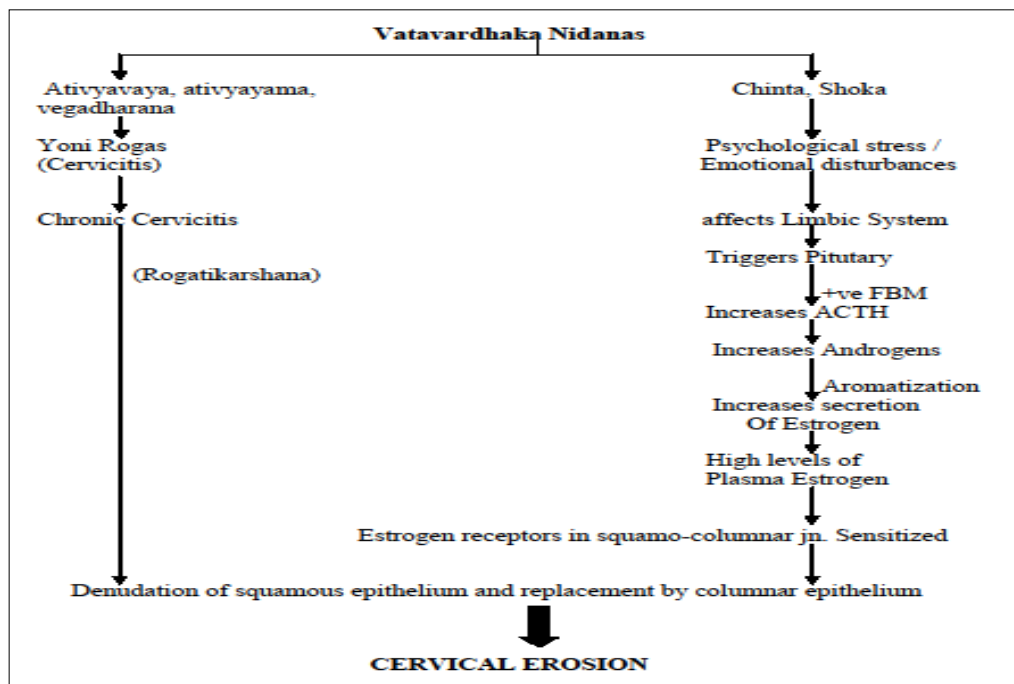 Vatavardhaka Nidanas
Ativyavaya, ativyayama,
vegadharana
Yoni Rogas
(Cervicitis)
Chronic Cervicitis
(Rogatikarshana)
Chinta, Shoka
Psychological stress /
Emotional disturbances
affects Limbic System
Triggers Pitutary
+ve FBM
Increases ACTH
Increases Androgens
Aromatization
Increases secretion
Of Estrogen
High levels of
Plasma Estrogen
Estrogen receptors in squamo-columnar jn. Sensitized
Denudation of squamous epithelium and replacement by columnar epithelium
CERVICAL EROSION